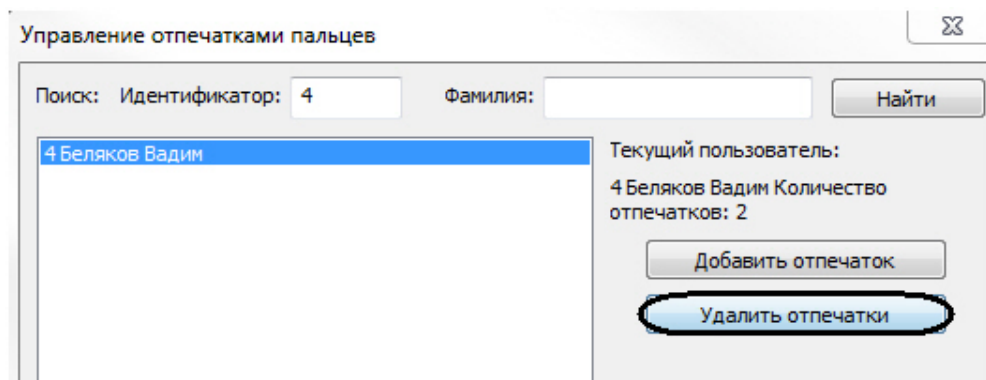 Управление отпечатками пальцев
Поиск: Идентификатор: 4 Фамилия: Найти
4 Беляков Вадим
Текущий пользователь:
4 Беляков Вадим Количество
отпечатков: 2
Добавить отпечаток
Удалить отпечатки